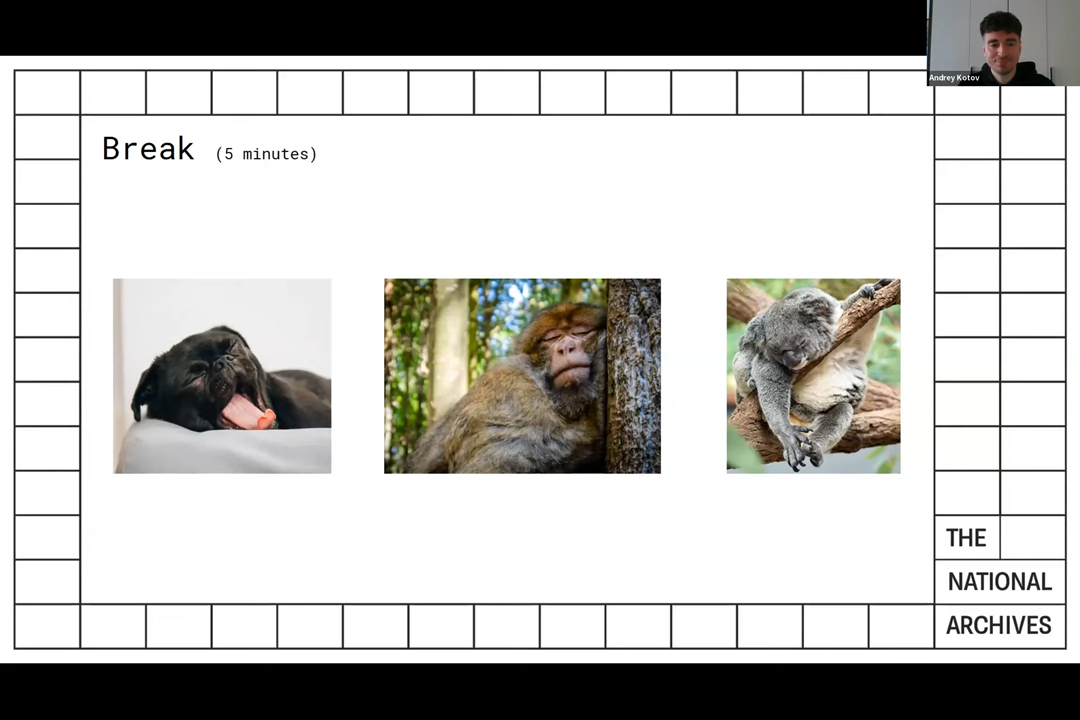 Andrey Kotov
Break (5 minutes)
THE
NATIONAL
ARCHIVES